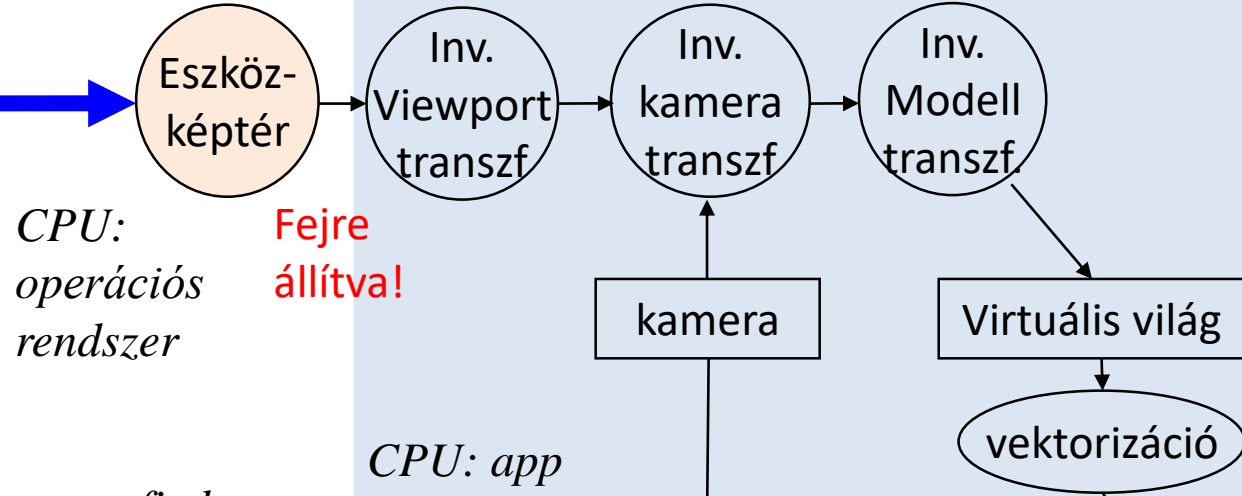 Eszköz-
képtér
Inv.
Viewport
transzf
Inv.
kamera
transzf
Inv.
Modell
transzf.
CPU:
operációs
rendszer
Fejre
állítva!
kamera
Virtuális világ
vektorizáció
CPU: app